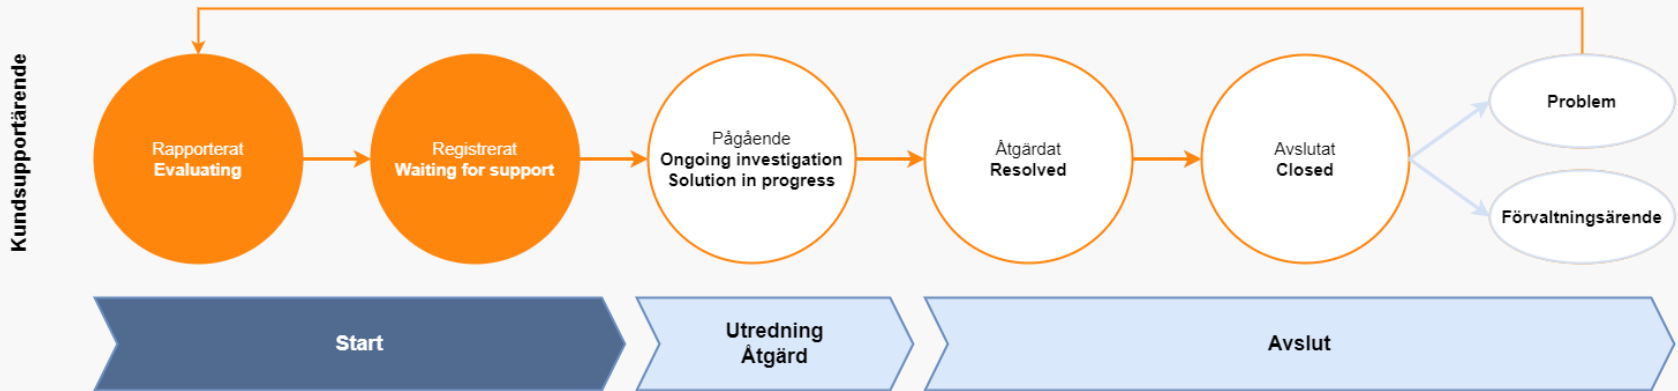 Kundsupportärende
Rapporterat
Evaluating
Registrerat
Waiting for support
Pågående
Ongoing investigation
Solution in progress
Åtgärdat
Resolved
Avslutat
Closed
Problem
Förvaltningsärende
Start
Utredning
Åtgärd
Avslut